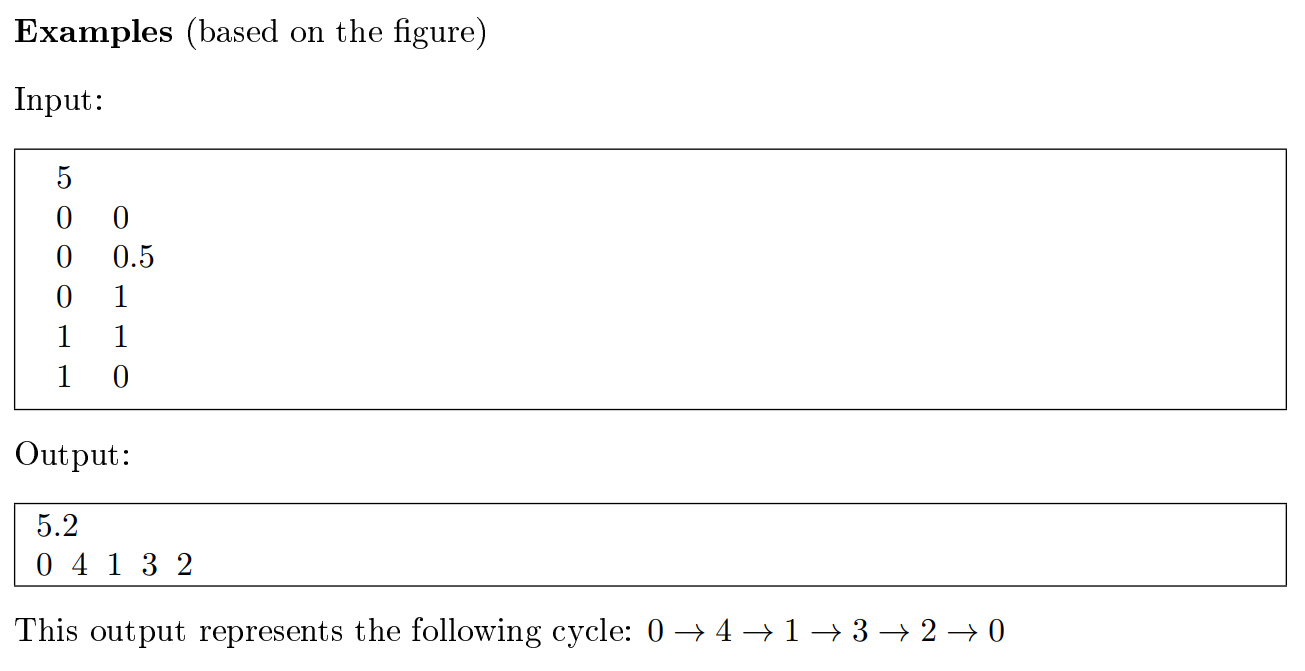 Examples (based on the figure)
Input:
5
0 0
0 0.5
0 1
1 1
1 0
Output:
5.2
0 4 1 3 2
This output represents the following cycle: 0 → 4 → 1 → 3 → 2 → 0